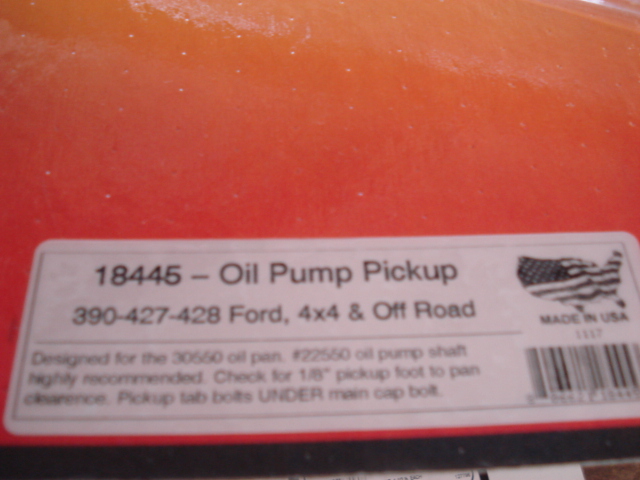 18445 – Oil Pump Pickup
390-427-428 Ford, 4x4 & Off Road
Designed for the 30550 oil pan. #22550 oil pump shaft
highly recommended. Check for 1/8" pickup foot to pan
clearence. Pickup tab bolts UNDER main cap bolt.
MADE IN USA
1117